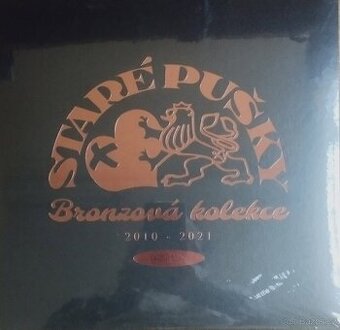 STARÉ PUŠKY
Bronzová kolekce
2010 - 2021